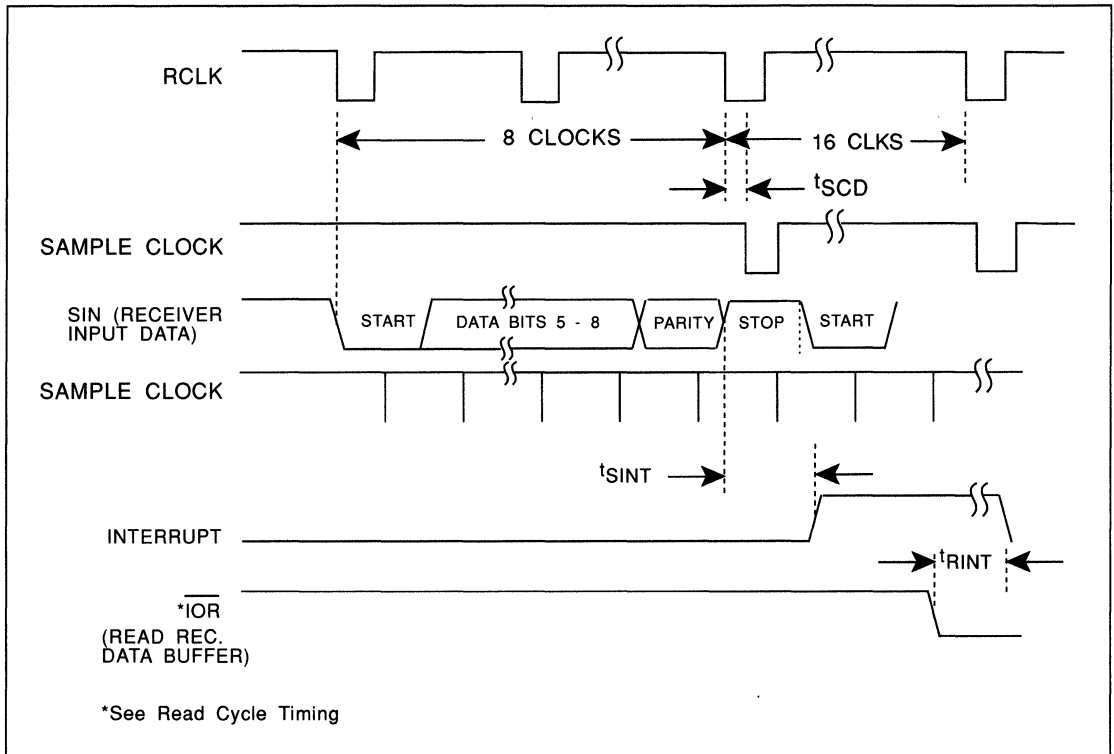 RCLK
8 CLOCKS
16 CLKS
tSCD
SAMPLE CLOCK
SIN (RECEIVER
INPUT DATA)
START
DATA BITS 5 - 8
PARITY
STOP
START
SAMPLE CLOCK
tSINT
INTERRUPT
tRINT
*IOR
(READ REC.
DATA BUFFER)
*See Read Cycle Timing